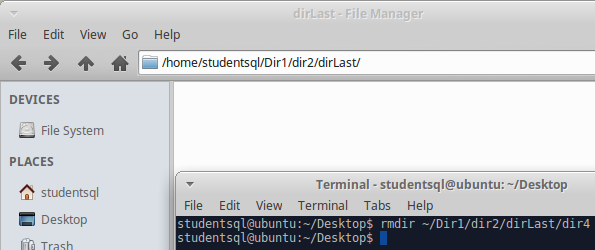 dirLast - File Manager
File Edit View Go Help
/home/studentsql/Dir1/dir2/dirLast/
DEVICES
File System
PLACES
studentsql
Desktop
Trash
Terminal - studentsql@ubuntu: ~/Desktop
File Edit View Terminal Tabs Help
studentsql@ubuntu:~/Desktop$ rmdir ~/Dir1/dir2/dirLast/dir4
studentsql@ubuntu:~/Desktop$